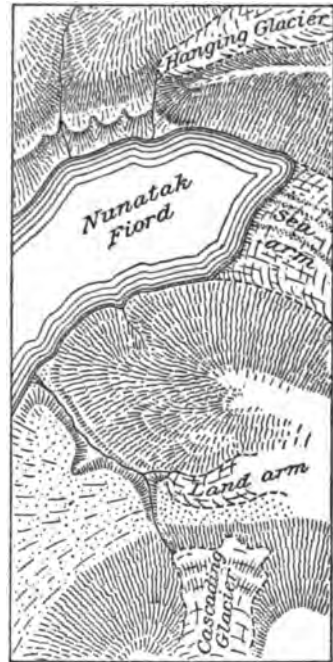 Hanging Glacier
Nunatak
Fiord
Sea
arm
Land arm
Cascading
Glacier